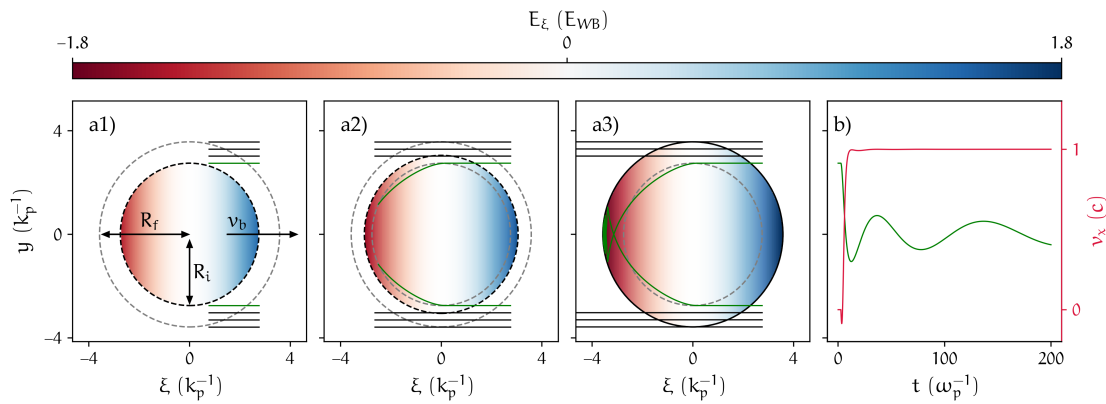 E_ξ (E_WB)
−1.8 0 1.8
a1) a2) a3) b)
y (k_p^{-1})
4
0
−4
R_f
v_b
R_i
1
0
v_x (c)
−4 0 4 −4 0 4 −4 0 4 0 100 200
ξ (k_p^{-1}) ξ (k_p^{-1}) ξ (k_p^{-1}) t (ω_p^{-1})